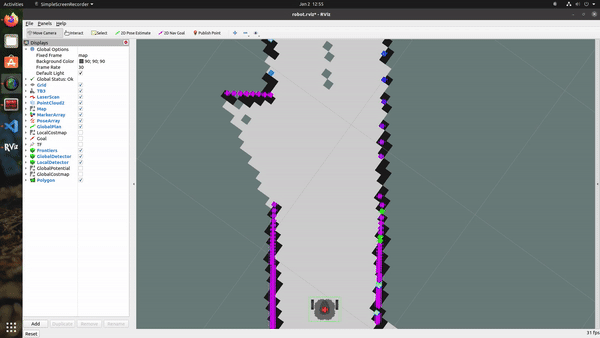 Activities
SimpleScreenRecorder
Jan 2 12:55
robot.rviz* - RViz
File Panels Help
Move Camera Interact Select 2D Pose Estimate 2D Nav Goal Publish Point
Displays
Global Options
Fixed Frame map
Background Color 90; 90; 90
Frame Rate 30
Default Light
Global Status: Ok
Grid
TB3
LaserScan
PointCloud2
Map
MarkerArray
PoseArray
GlobalPlan
LocalCostmap
Goal
TF
Frontiers
GlobalDetector
LocalDetector
GlobalPotential
GlobalCostmap
Polygon
Add Duplicate Remove Rename
Reset
31 fps
RViz